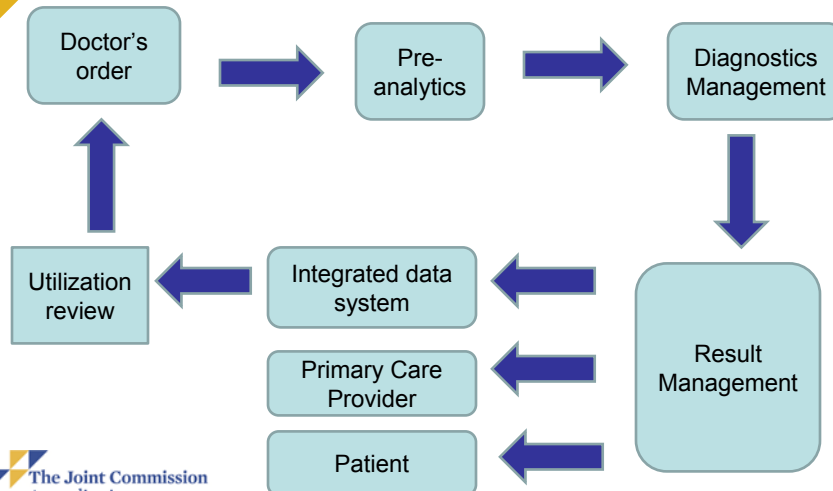 Doctor's
order
Pre-
analytics
Diagnostics
Management
Utilization
review
Integrated data
system
Primary Care
Provider
Patient
Result
Management
The Joint Commission